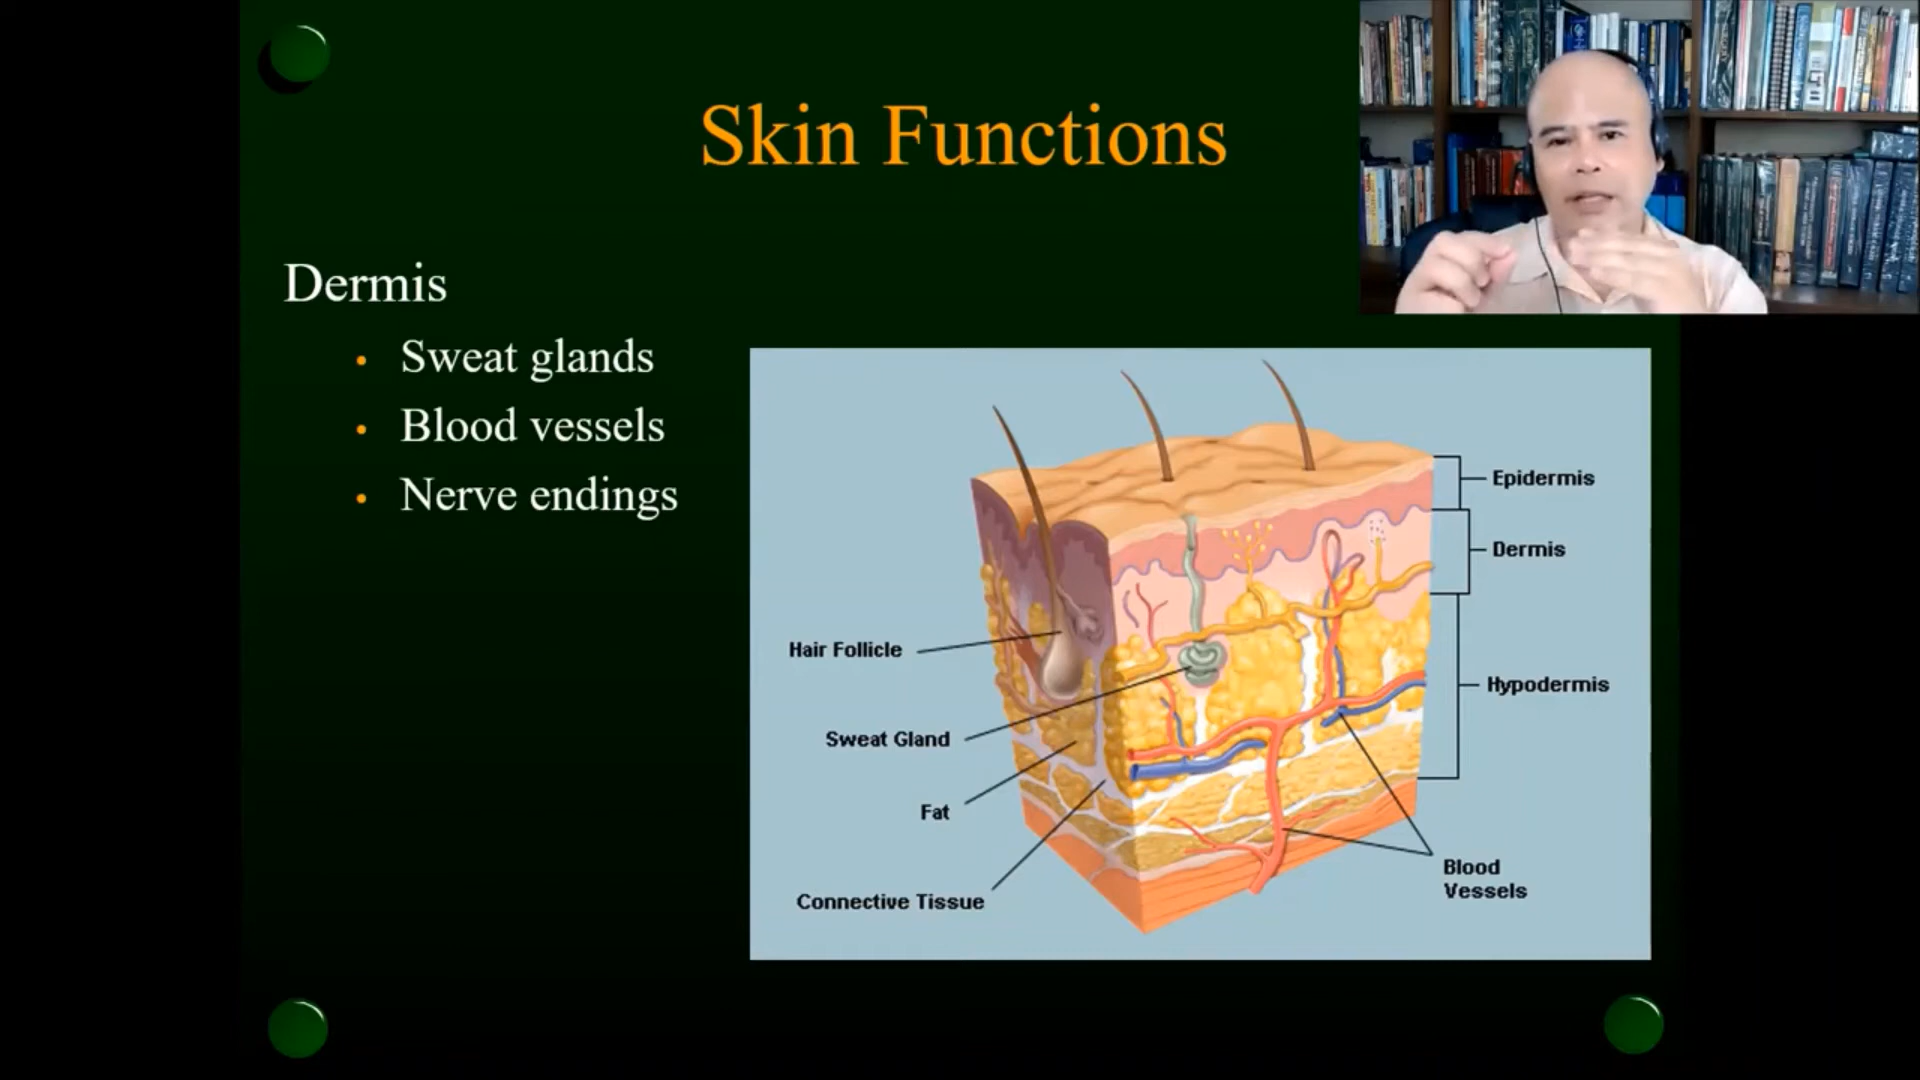 Skin Functions
Dermis
• Sweat glands
• Blood vessels
• Nerve endings
Epidermis
Dermis
Hypodermis
Hair Follicle
Sweat Gland
Fat
Connective Tissue
Blood
Vessels